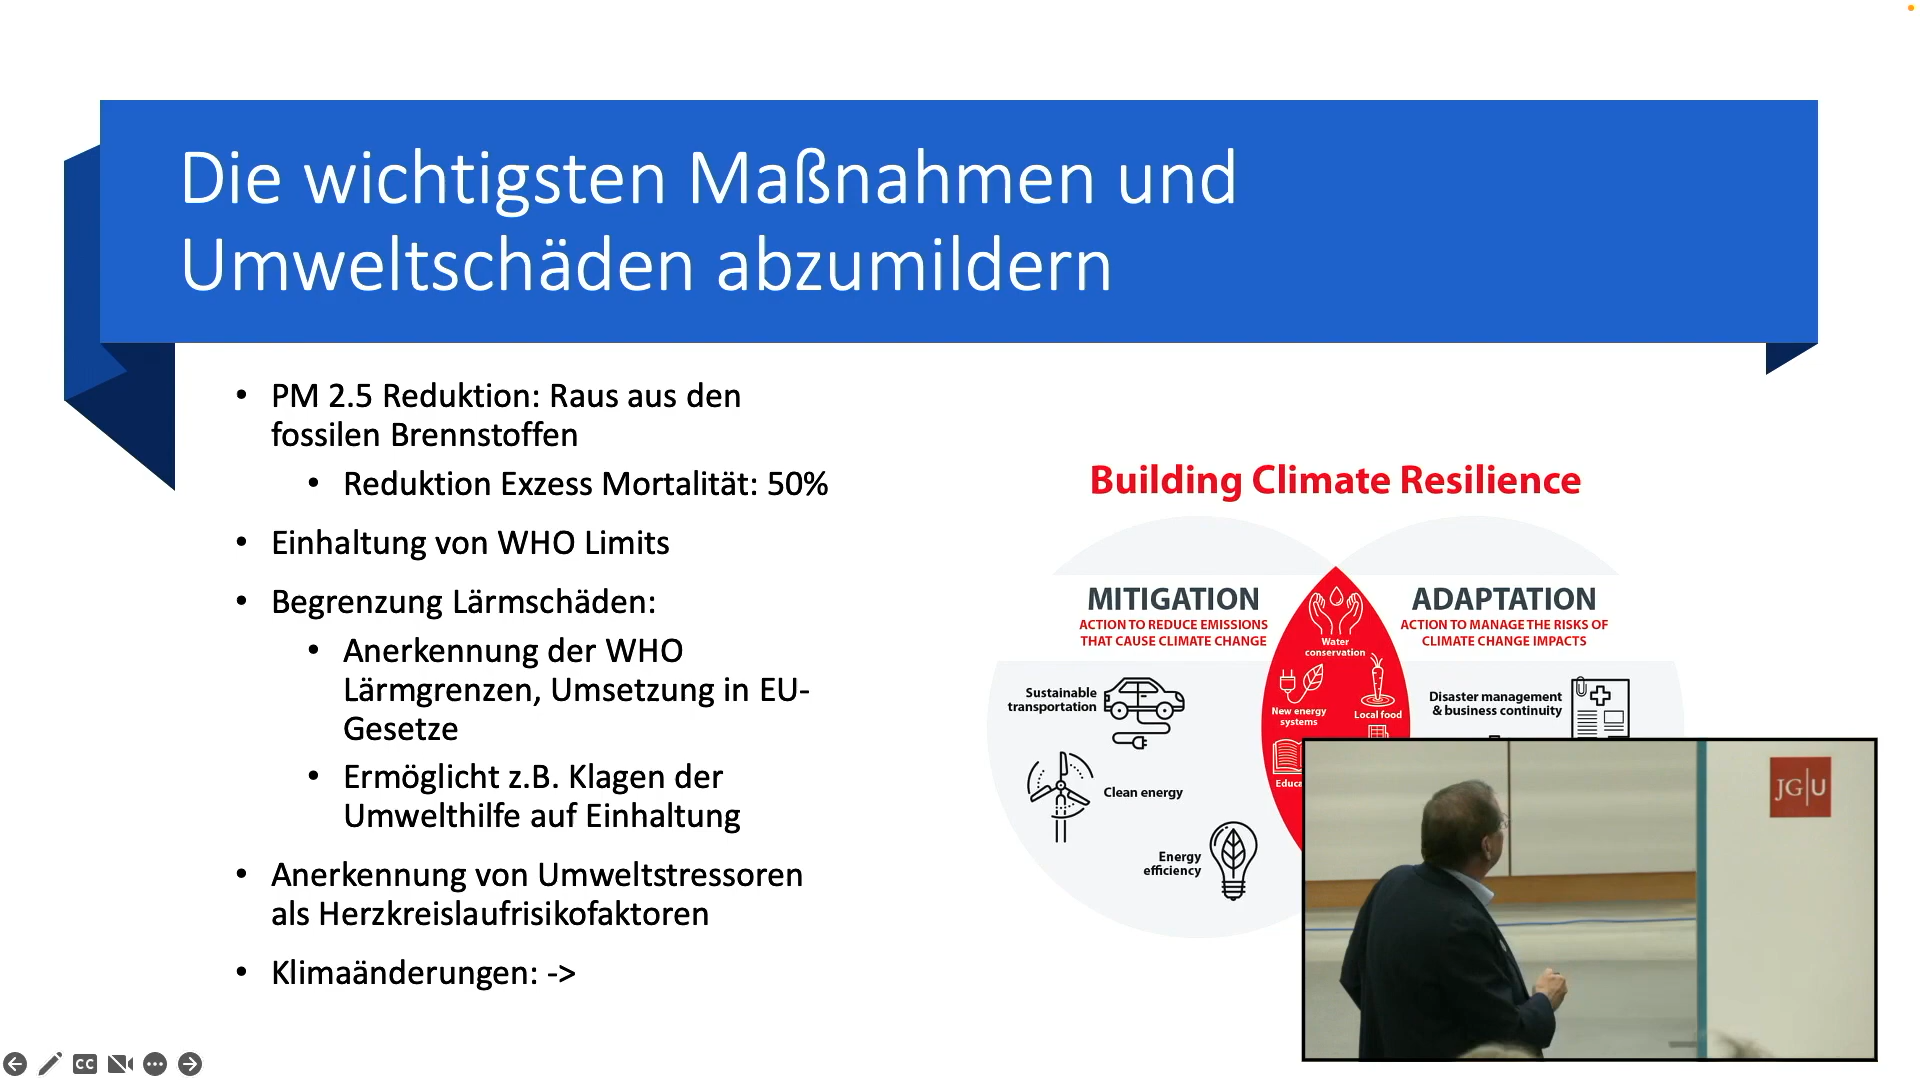 Die wichtigsten Maßnahmen und
Umweltschäden abzumildern
• PM 2.5 Reduktion: Raus aus den
fossilen Brennstoffen
• Reduktion Exzess Mortalität: 50%
• Einhaltung von WHO Limits
• Begrenzung Lärmschäden:
• Anerkennung der WHO
Lärmgrenzen, Umsetzung in EU-
Gesetze
• Ermöglicht z.B. Klagen der
Umwelthilfe auf Einhaltung
• Anerkennung von Umweltstressoren
als Herzkreislaufrisikofaktoren
• Klimaänderungen: ->
Building Climate Resilience
MITIGATION
ACTION TO REDUCE EMISSIONS
THAT CAUSE CLIMATE CHANGE
Sustainable
transportation
Clean energy
Energy
efficiency
Water
conservation
New energy
systems
Local food
Educa
ADAPTATION
ACTION TO MANAGE THE RISKS OF
CLIMATE CHANGE IMPACTS
Disaster management
& business continuity
JG|U
CC